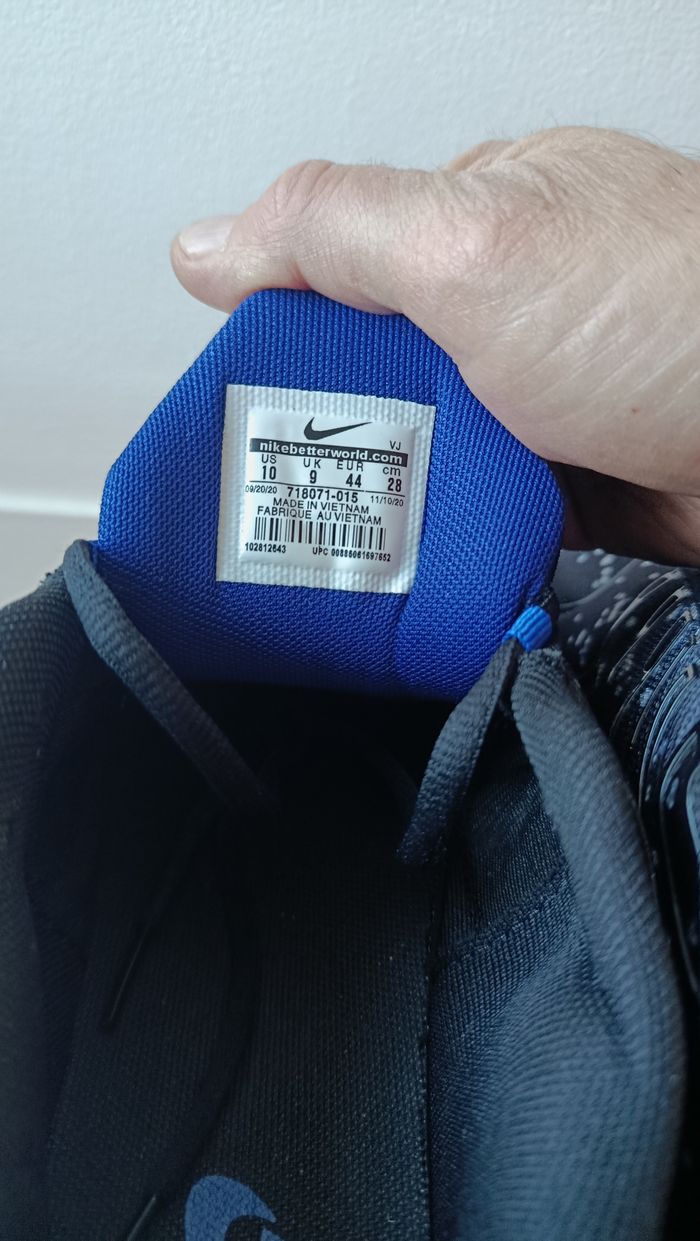 VJ
nikebetterworld.com
US UK EUR cm
10 9 44 28
09/20/20 718071-015 11/10/20
MADE IN VIETNAM
FABRIQUE AU VIETNAM
102812643 UPC 00886061697652